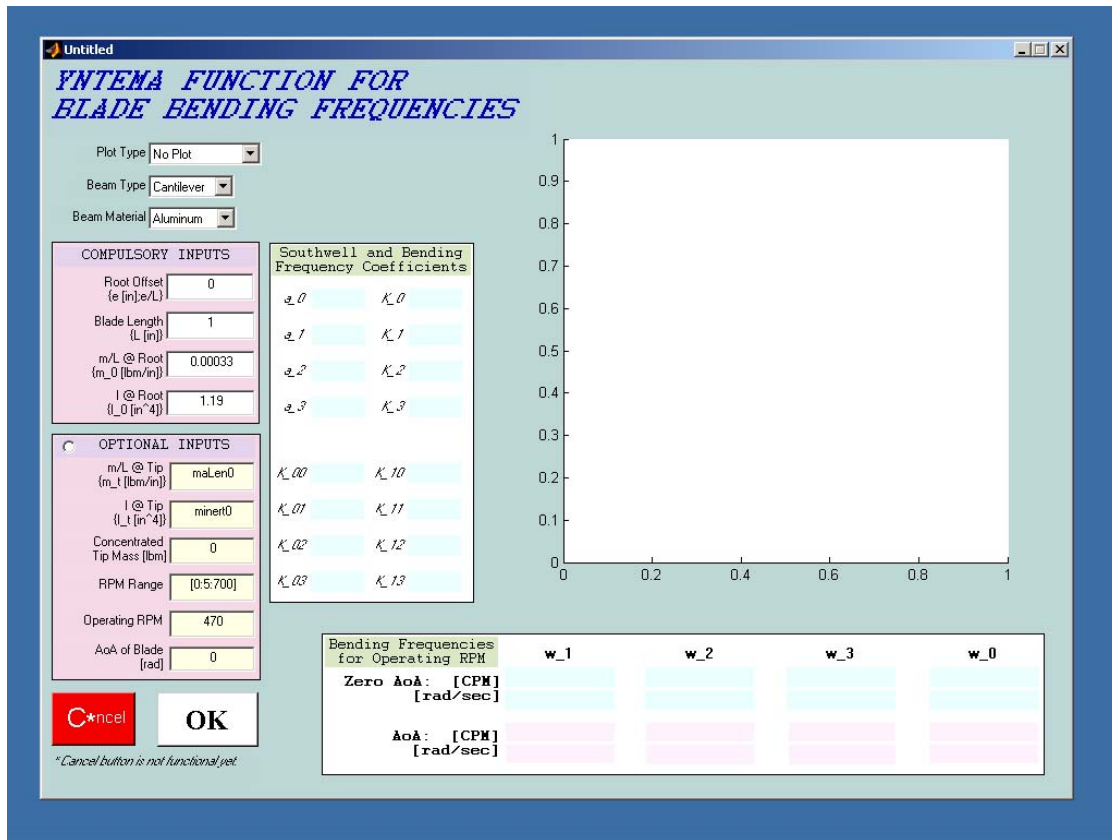 Untitled
YNTEMA FUNCTION FOR
BLADE BENDING FREQUENCIES
Plot Type No Plot
Beam Type Cantilever
Beam Material Aluminum
COMPULSORY INPUTS
Root Offset
{e [in];e/L} 0
Blade Length
{L [in]} 1
m/L @ Root
{m_0 [lbm/in]} 0.00033
I @ Root
{I_0 [in^4]} 1.19
OPTIONAL INPUTS
m/L @ Tip
{m_t [lbm/in]} maLen0
I @ Tip
{I_t [in^4]} minert0
Concentrated
Tip Mass [lbm] 0
RPM Range [0:5:700]
Operating RPM 470
AoA of Blade
[rad] 0
C*ncel
OK
*Cancel button is not functional yet.
Southwell and Bending
Frequency Coefficients
a_0 K_0
a_1 K_1
a_2 K_2
a_3 K_3
K_00 K_10
K_01 K_11
K_02 K_12
K_03 K_13
1
0.9
0.8
0.7
0.6
0.5
0.4
0.3
0.2
0.1
0
0 0.2 0.4 0.6 0.8 1
Bending Frequencies
for Operating RPM w_1 w_2 w_3 w_0
Zero AoA: [CPM]
[rad/sec]
AoA: [CPM]
[rad/sec]